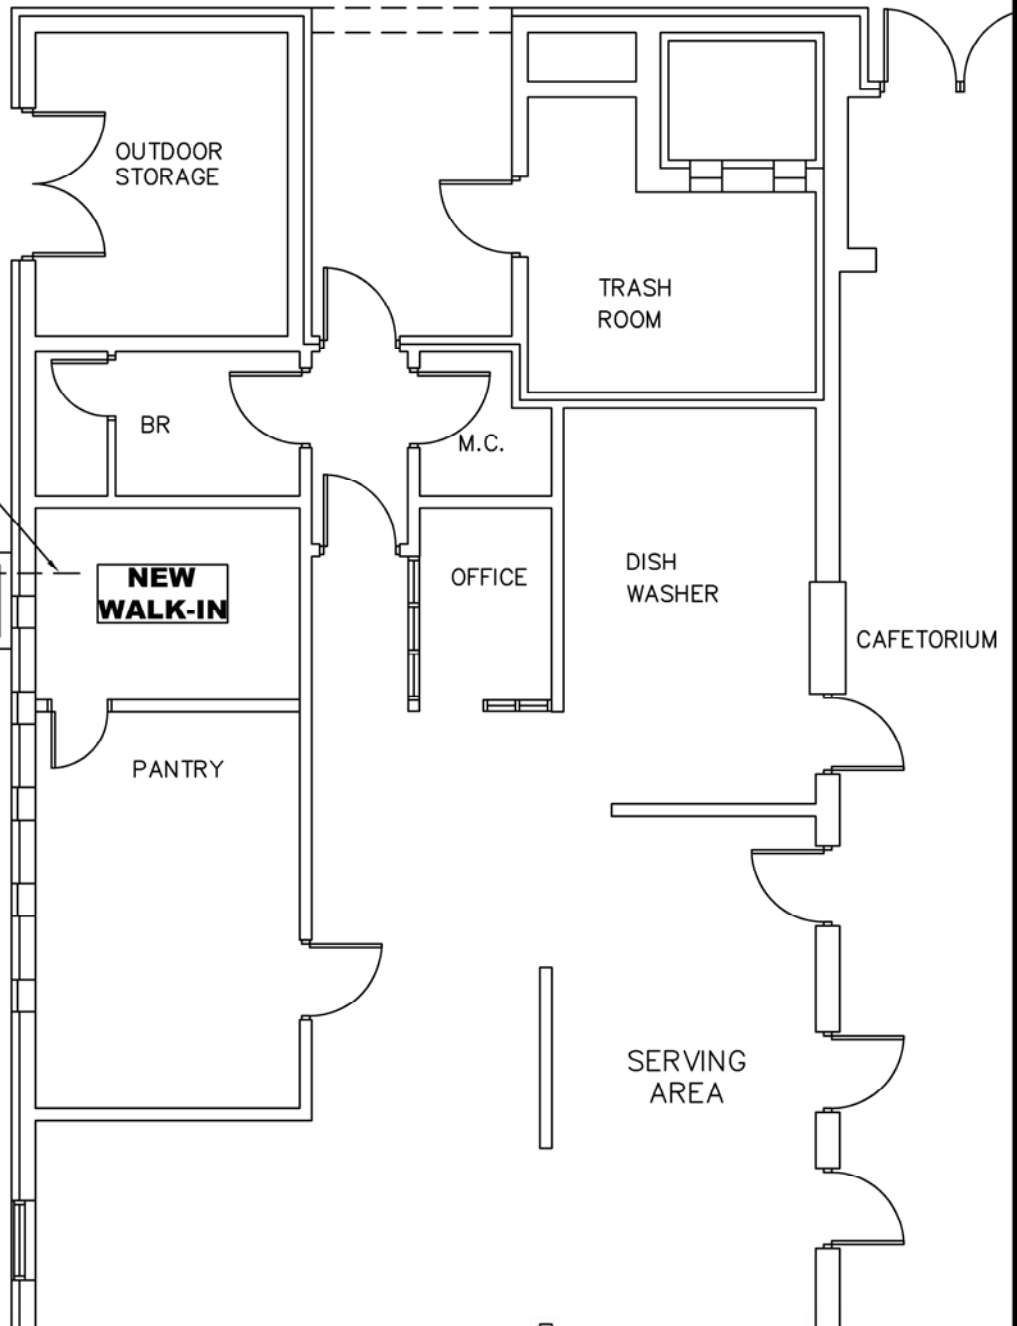 OUTDOOR
STORAGE
TRASH
ROOM
BR
M.C.
NEW
WALK-IN
OFFICE
DISH
WASHER
CAFETORIUM
PANTRY
SERVING
AREA